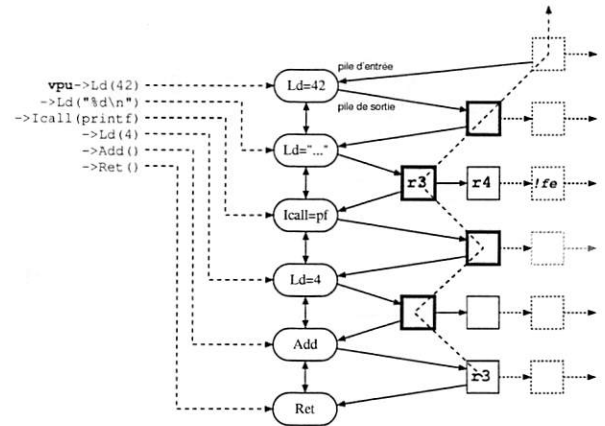 pile d'entrée
vpu->Ld(42)
Ld=42
->Ld("%d\n")
pile de sortie
->Icall(printf)
->Ld(4)
Ld="..."
->Add()
->Ret()
r3
r4
!fe
Icall=pf
Ld=4
Add
r3
Ret